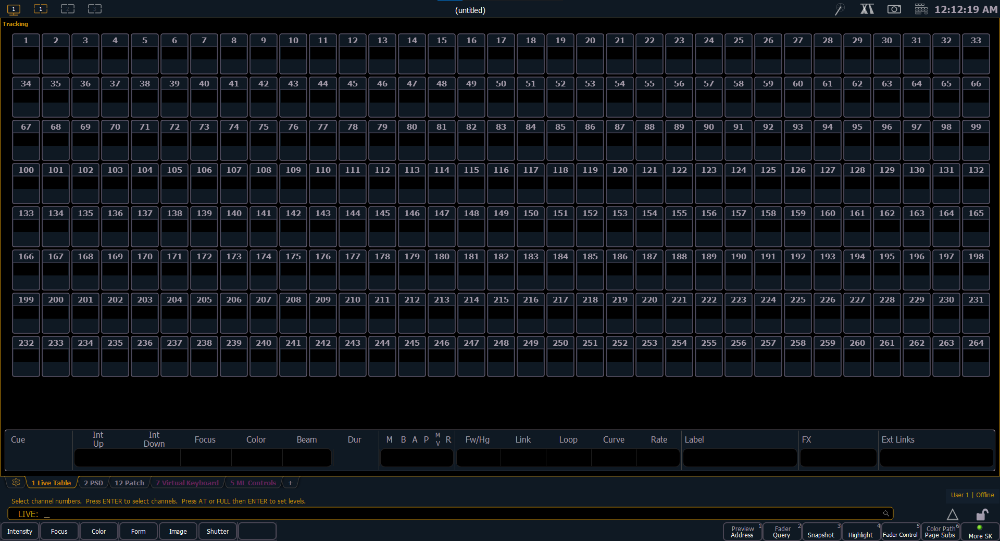 1 1 2 3 (untitled) 12:12:19 AM
Tracking
1 2 3 4 5 6 7 8 9 10 11 12 13 14 15 16 17 18 19 20 21 22 23 24 25 26 27 28 29 30 31 32 33
34 35 36 37 38 39 40 41 42 43 44 45 46 47 48 49 50 51 52 53 54 55 56 57 58 59 60 61 62 63 64 65 66
67 68 69 70 71 72 73 74 75 76 77 78 79 80 81 82 83 84 85 86 87 88 89 90 91 92 93 94 95 96 97 98 99
100 101 102 103 104 105 106 107 108 109 110 111 112 113 114 115 116 117 118 119 120 121 122 123 124 125 126 127 128 129 130 131 132
133 134 135 136 137 138 139 140 141 142 143 144 145 146 147 148 149 150 151 152 153 154 155 156 157 158 159 160 161 162 163 164 165
166 167 168 169 170 171 172 173 174 175 176 177 178 179 180 181 182 183 184 185 186 187 188 189 190 191 192 193 194 195 196 197 198
199 200 201 202 203 204 205 206 207 208 209 210 211 212 213 214 215 216 217 218 219 220 221 222 223 224 225 226 227 228 229 230 231
232 233 234 235 236 237 238 239 240 241 242 243 244 245 246 247 248 249 250 251 252 253 254 255 256 257 258 259 260 261 262 263 264
Cue Int Up Int Down Focus Color Beam Dur M B A P MV R Fw/Hg Link Loop Curve Rate Label FX Ext Links
1 Live Table 2 PSD 12 Patch 7 Virtual Keyboard 5 ML Controls +
User 1 | Offline
Select channel numbers. Press ENTER to select channels. Press AT or FULL then ENTER to set levels.
LIVE: _
Intensity Focus Color Form Image Shutter
Preview Address 1 Fader Query 2 Snapshot 3 Highlight 4 Fader Control 5 Color Path Page Subs 6 More SK